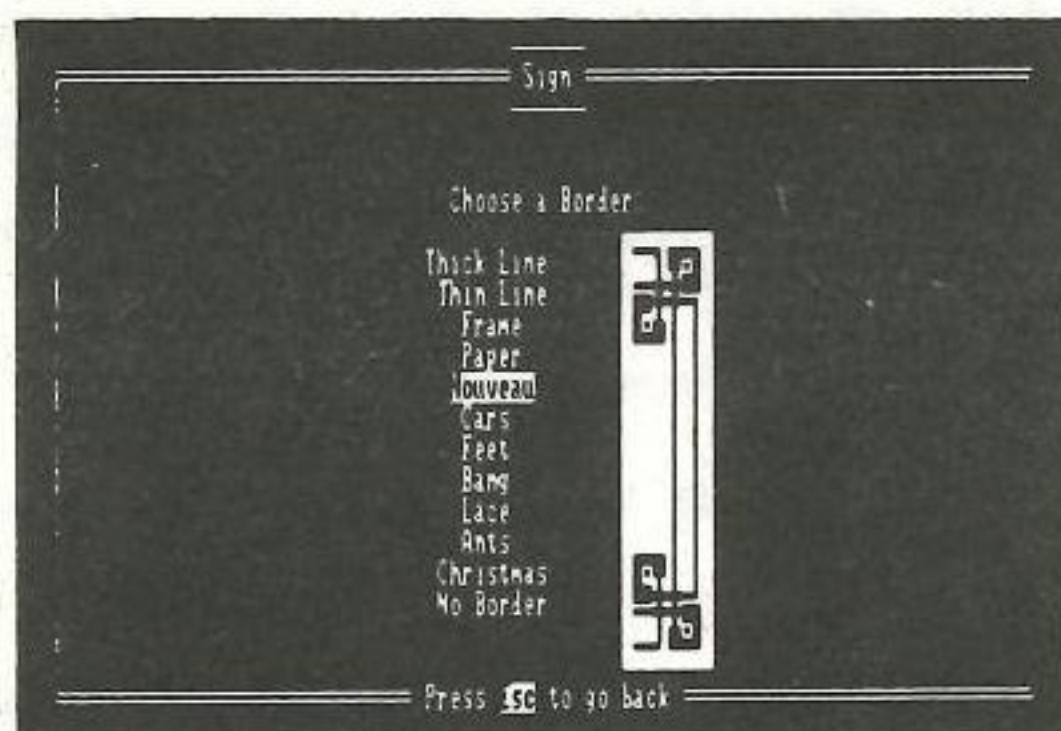 Sign
Choose a Border
Thick Line
Thin Line
Frame
Paper
Nouveau
Cars
Feet
Bang
Lace
Ants
Christmas
No Border
Press ESC to go back